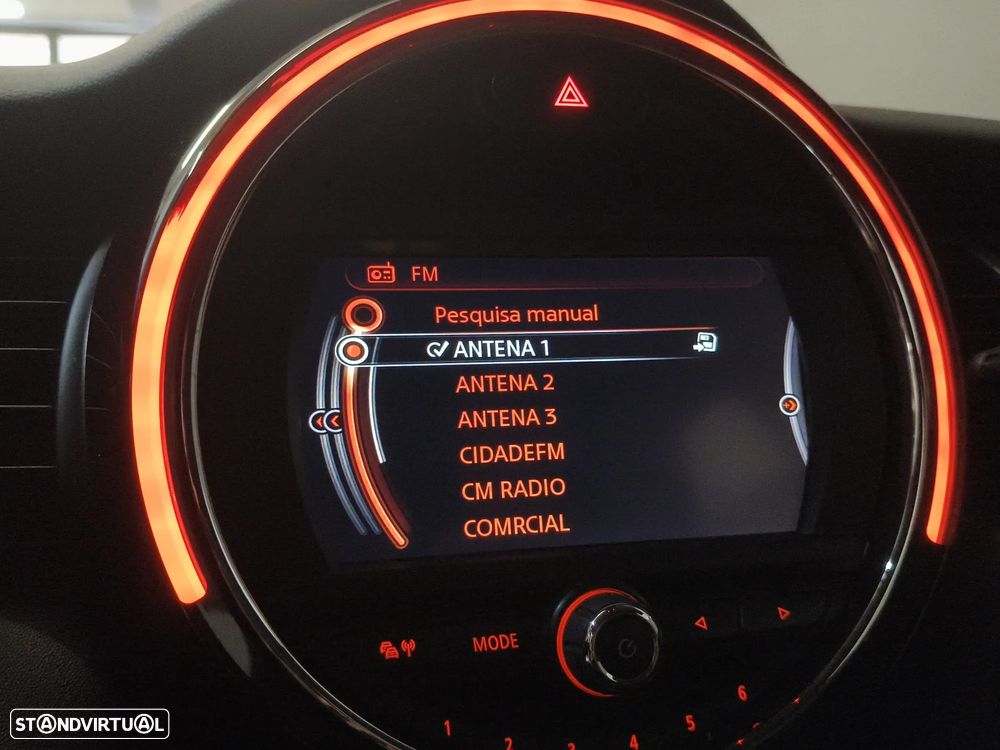 FM
Pesquisa manual
ANTENA 1
ANTENA 2
ANTENA 3
CIDADEFM
CM RADIO
COMRCIAL
MODE
1 2 3 4 5 6
STANDVIRTUAL